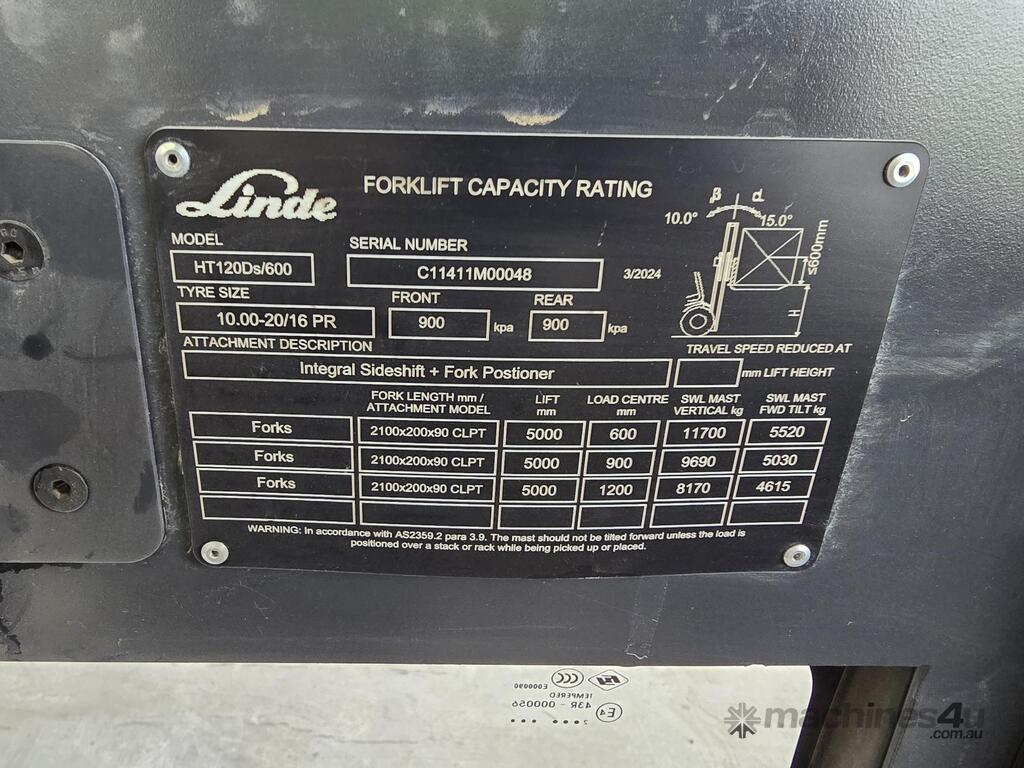 Linde
FORKLIFT CAPACITY RATING
β α
10.0° 15.0°
≤600mm
H
MODEL
HT120Ds/600
SERIAL NUMBER
C11411M00048
3/2024
TYRE SIZE
10.00-20/16 PR
FRONT
900 kpa
REAR
900 kpa
ATTACHMENT DESCRIPTION
Integral Sideshift + Fork Postioner
TRAVEL SPEED REDUCED AT
mm LIFT HEIGHT
FORK LENGTH mm / ATTACHMENT MODEL LIFT mm LOAD CENTRE mm SWL MAST VERTICAL kg SWL MAST FWD TILT kg
Forks 2100x200x90 CLPT 5000 600 11700 5520
Forks 2100x200x90 CLPT 5000 900 9690 5030
Forks 2100x200x90 CLPT 5000 1200 8170 4615
WARNING: In accordance with AS2359.2 para 3.9. The mast should not be tilted forward unless the load is
positioned over a stack or rack while being picked up or placed.
E000090
CCC
TEMPERED
43R - 000056
E4
machines4u
.com.au